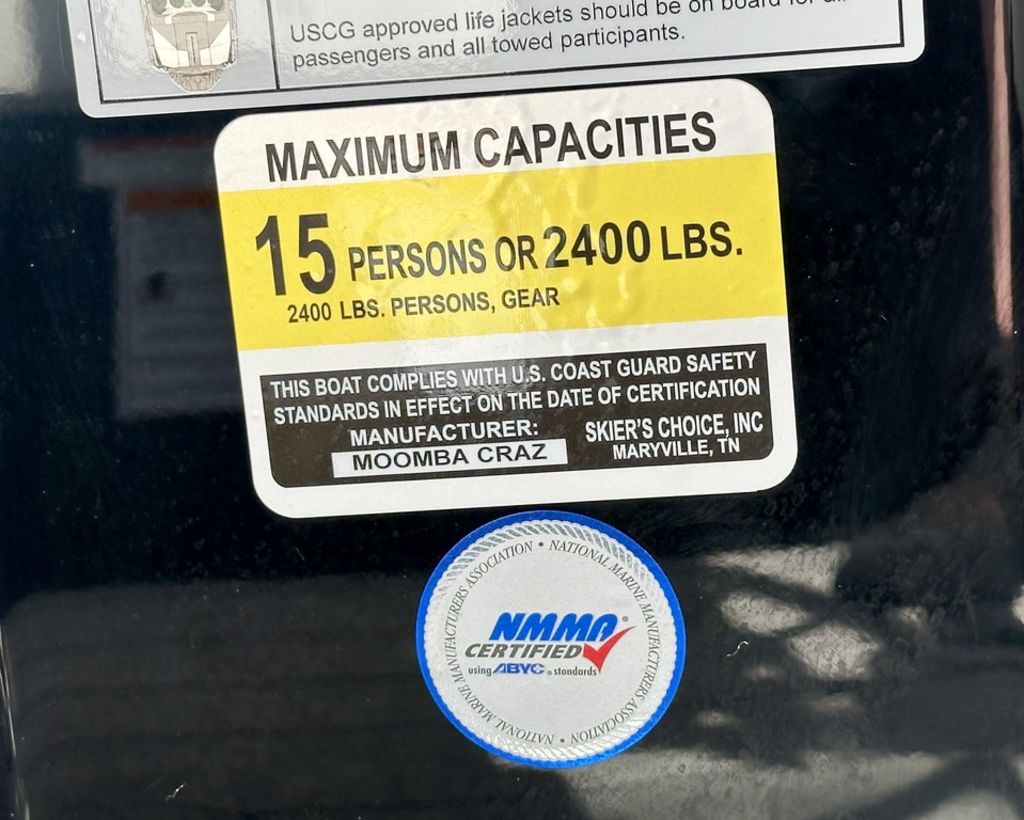 USCG approved life jackets should be on board for all
passengers and all towed participants.
MAXIMUM CAPACITIES
15 PERSONS OR 2400 LBS.
2400 LBS. PERSONS, GEAR
THIS BOAT COMPLIES WITH U.S. COAST GUARD SAFETY
STANDARDS IN EFFECT ON THE DATE OF CERTIFICATION
MANUFACTURER:
MOOMBA CRAZ
SKIER'S CHOICE, INC
MARYVILLE, TN
NATIONAL MARINE MANUFACTURERS ASSOCIATION • NATIONAL MARINE MANUFACTURERS ASSOCIATION •
NMMA®
CERTIFIED
using ABYC® standards